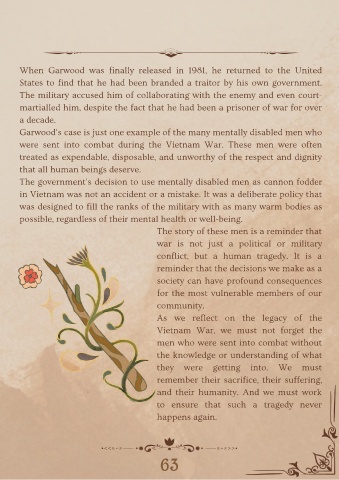 When Garwood was finally released in 1981, he returned to the United
States to find that he had been branded a traitor by his own government.
The military accused him of collaborating with the enemy and even court-
martialled him, despite the fact that he had been a prisoner of war for over
a decade.
Garwood's case is just one example of the many mentally disabled men who
were sent into combat during the Vietnam War. These men were often
treated as expendable, disposable, and unworthy of the respect and dignity
that all human beings deserve.
The government's decision to use mentally disabled men as cannon fodder
in Vietnam was not an accident or a mistake. It was a deliberate policy that
was designed to fill the ranks of the military with as many warm bodies as
possible, regardless of their mental health or well-being.
The story of these men is a reminder that
war is not just a political or military
conflict, but a human tragedy. It is a
reminder that the decisions we make as a
society can have profound consequences
for the most vulnerable members of our
community.
As we reflect on the legacy of the
Vietnam War, we must not forget the
men who were sent into combat without
the knowledge or understanding of what
they were getting into. We must
remember their sacrifice, their suffering,
and their humanity. And we must work
to ensure that such a tragedy never
happens again.
63